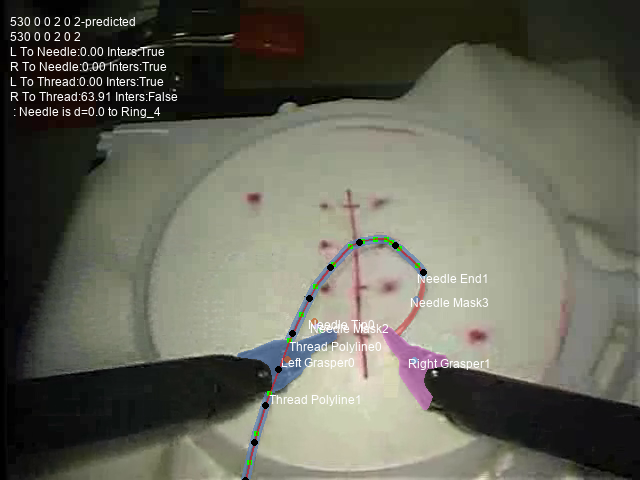 530 0 0 2 0 2-predicted
530 0 0 2 0 2
L To Needle:0.00 Inters:True
R To Needle:0.00 Inters:True
L To Thread:0.00 Inters:True
R To Thread:63.91 Inters:False
: Needle is d=0.0 to Ring_4
Needle End1
Needle Mask3
Needle Tip0
Needle Mask2
Thread Polyline0
Left Grasper0
Right Grasper1
Thread Polyline1